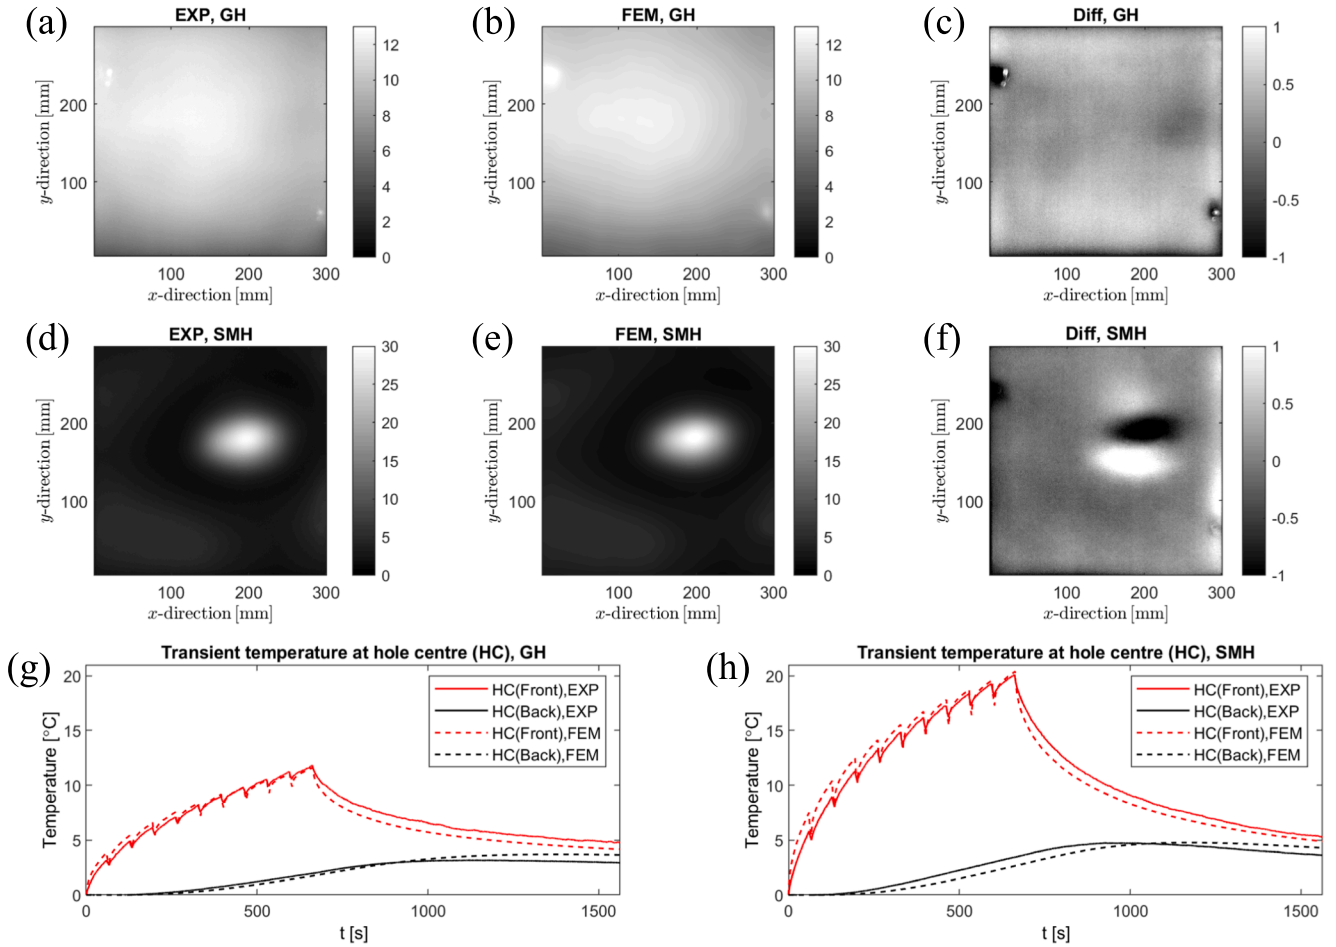 (a)
EXP, GH
12
10
8
6
4
2
0
200
100
y-direction [mm]
100 200 300
x-direction [mm]
(b)
FEM, GH
12
10
8
6
4
2
0
200
100
y-direction [mm]
100 200 300
x-direction [mm]
(c)
Diff, GH
1
0.5
0
-0.5
-1
200
100
y-direction [mm]
100 200 300
x-direction [mm]
(d)
EXP, SMH
30
25
20
15
10
5
0
200
100
y-direction [mm]
100 200 300
x-direction [mm]
(e)
FEM, SMH
30
25
20
15
10
5
0
200
100
y-direction [mm]
100 200 300
x-direction [mm]
(f)
Diff, SMH
1
0.5
0
-0.5
-1
200
100
y-direction [mm]
100 200 300
x-direction [mm]
(g)
Transient temperature at hole centre (HC), GH
20
15
10
5
0
Temperature [°C]
HC(Front),EXP
HC(Back),EXP
HC(Front),FEM
HC(Back),FEM
0 500 1000 1500
t [s]
(h)
Transient temperature at hole centre (HC), SMH
20
15
10
5
0
Temperature [°C]
HC(Front),EXP
HC(Back),EXP
HC(Front),FEM
HC(Back),FEM
0 500 1000 1500
t [s]